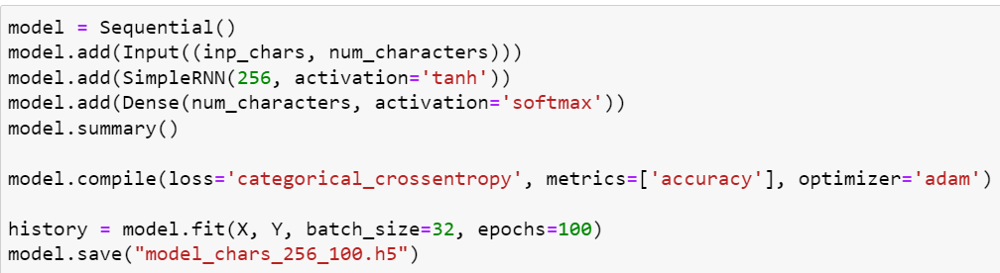 model = Sequential()
model.add(Input((inp_chars, num_characters)))
model.add(SimpleRNN(256, activation='tanh'))
model.add(Dense(num_characters, activation='softmax'))
model.summary()
model.compile(loss='categorical_crossentropy', metrics=['accuracy'], optimizer='adam')
history = model.fit(X, Y, batch_size=32, epochs=100)
model.save("model_chars_256_100.h5")